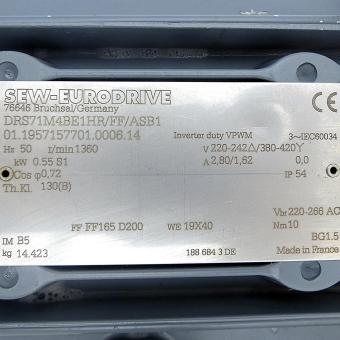 SEW-EURODRIVE
76646 Bruchsal/Germany CE
DRS71M4BE1HR/FF/ASB1
01.1957157701.0006.14 Inverter duty VPWM 3~IEC60034
Hz 50 r/min 1360 V 220-242Δ/380-420Y
kW 0.55 S1 A 2,80/1,62 0,0
Cos φ 0,72 IP 54
Th.Kl. 130(B)
Vbr 220-266 AC
FF FF165 D200 WE 19X40 Nm 10
IM B5 BG1.5
kg 14.423 188 684 3 DE Made in France